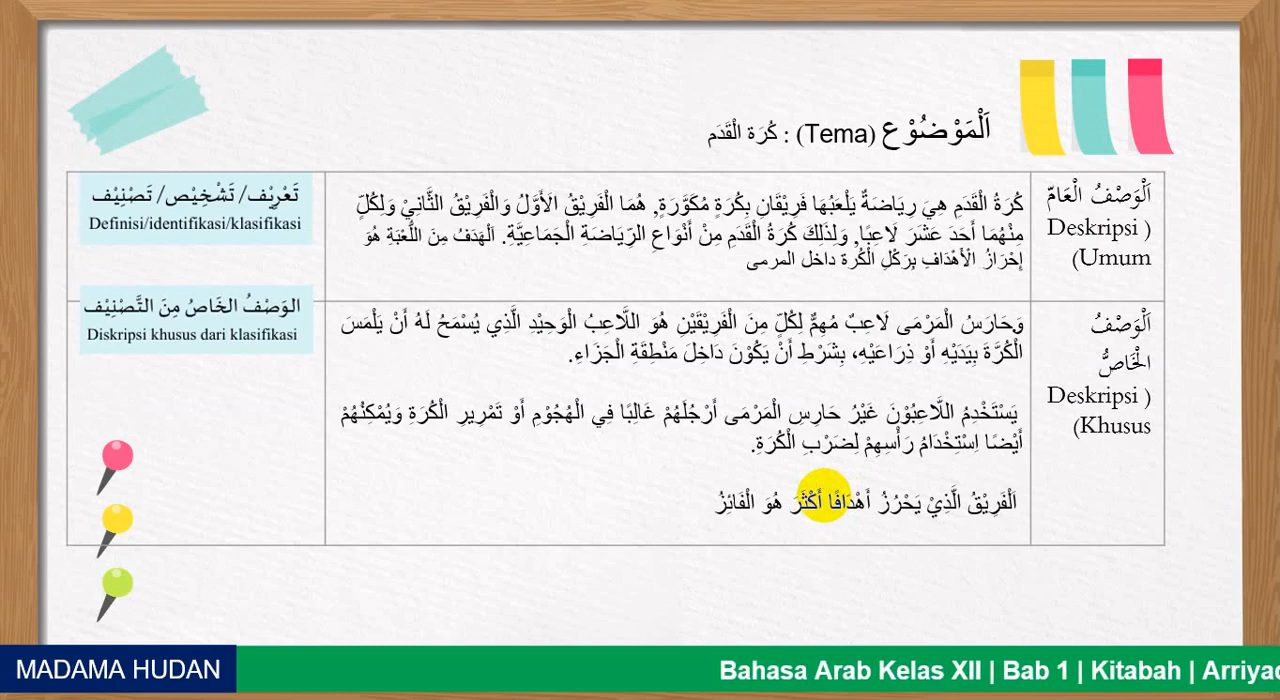 اَلْمَوْضُوْع (Tema) : كُرَة الْقَدَم
اَلْوَصْفُ الْعَامّ
( Deskripsi
Umum)
كُرَةُ الْقَدَمِ هِيَ رِيَاضَةٌ يَلْعَبُهَا فَرِيْقَانِ بِكُرَةٍ مُكَوَّرَةٍ, هُمَا الْفَرِيْقُ الأَوَّلُ وَالْفَرِيْقُ الثَّانِيْ وَلِكُلٍّ
مِنْهُمَا أَحَدَ عَشَرَ لَاعِبًا, وَلِذَلِكَ كُرَةُ الْقَدَمِ مِنْ أَنْوَاعِ الرِّيَاضَةِ الْجَمَاعِيَّةِ. اَلْهَدَفُ مِنَ اللُّعْبَةِ هُوَ
إِحْرَازُ الْأَهْدَافِ بِرَكْلِ الْكُرة داخل المرمى
تَعْرِيْف/ تَشْخِيْص/ تَصْنِيْف
Definisi/identifikasi/klasifikasi
اَلْوَصْفُ
الْخَاصُّ
( Deskripsi
Khusus)
وَحَارَسُ الْمَرْمَى لَاعِبٌ مُهِمٌّ لِكُلٍّ مِنَ الْفَرِيْقَيْنِ هُوَ اللَّاعِبُ الْوَحِيْدِ الَّذِي يُسْمَحُ لَهُ أَنْ يَلْمَسَ
الْكُرَّةَ بِيَدَيْهِ أَوْ ذِرَاعَيْهِ، بِشَرْطِ أَنْ يَكُوْنَ دَاخِلَ مَنْطِقَةِ الْجَزَاءِ.
يَسْتَخْدِمُ اللَّاعِبُوْنَ غَيْرُ حَارِسِ الْمَرْمَى أَرْجُلَهُمْ غَالِبًا فِي الْهُجُوْمِ أَوْ تَمْرِيرِ الْكُرَةِ وَيُمْكِنُهُمْ
أَيْضًا اِسْتِخْدَامُ رَأْسِهِمْ لِضَرْبِ الْكُرَةِ.
اَلْفَرِيْقُ الَّذِيْ يَحْرُزُ أَهْدَافًا أَكْثَرَ هُوَ الْفَائِزُ
الوَصْفُ الخَاصُ مِنَ التَّصْنِيْف
Diskripsi khusus dari klasifikasi
MADAMA HUDAN
Bahasa Arab Kelas XII | Bab 1 | Kitabah | Arriyad